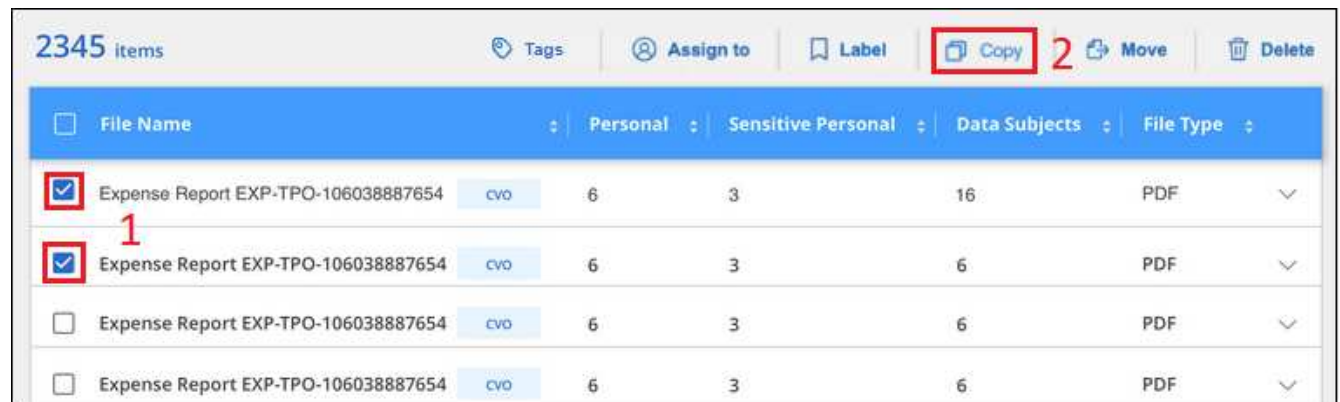 2345 items Tags Assign to Label Copy 2 Move Delete
File Name Personal Sensitive Personal Data Subjects File Type
Expense Report EXP-TPO-106038887654 CVO 6 3 16 PDF
1
Expense Report EXP-TPO-106038887654 CVO 6 3 6 PDF
Expense Report EXP-TPO-106038887654 CVO 6 3 6 PDF
Expense Report EXP-TPO-106038887654 CVO 6 3 6 PDF